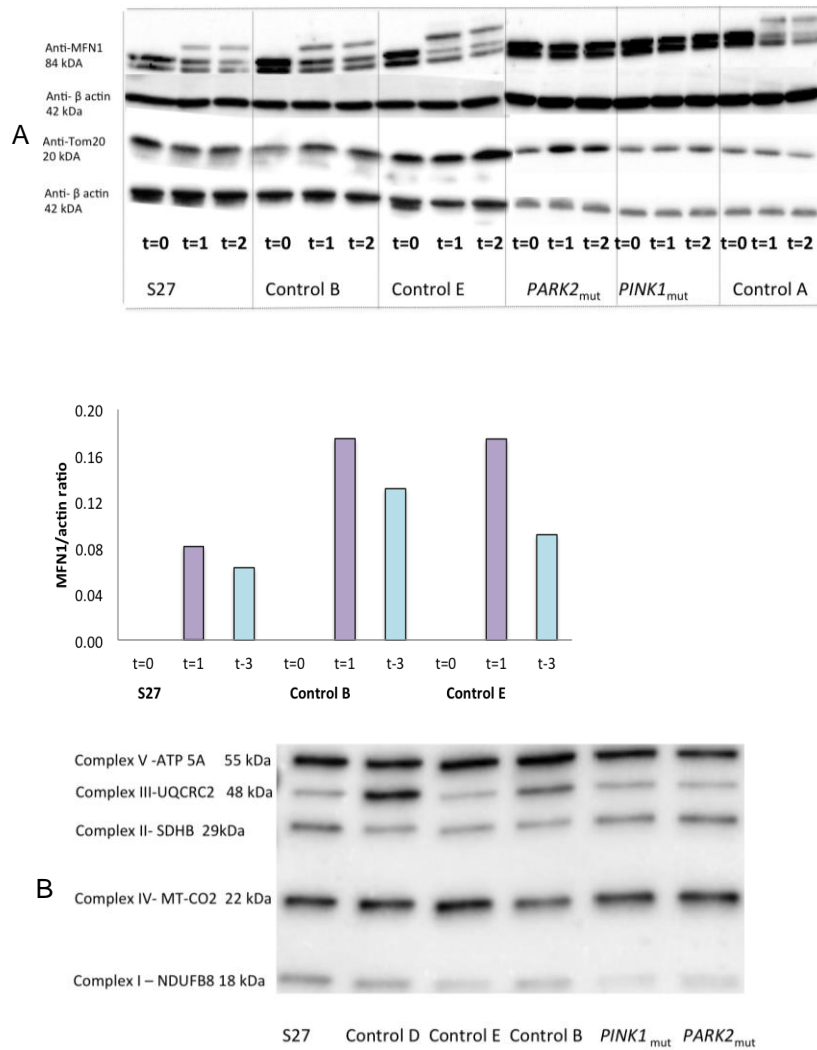 Anti-MFN1
84 kDA
Anti- β actin
42 kDa
A
Anti-Tom20
20 kDA
Anti- β actin
42 kDA
t=0 t=1 t=2 t=0 t=1 t=2 t=0 t=1 t=2 t=0 t=1 t=2 t=0 t=1 t=2 t=0 t=1 t=2
S27 Control B Control E PARK2mut PINK1mut Control A
MFN1/actin ratio
0.20
0.16
0.12
0.08
0.04
0.00
t=0 t=1 t-3 t=0 t=1 t-3 t=0 t=1 t-3
S27 Control B Control E
Complex V -ATP 5A 55 kDa
Complex III-UQCRC2 48 kDa
Complex II- SDHB 29kDa
B
Complex IV- MT-CO2 22 kDa
Complex I – NDUFB8 18 kDa
S27 Control D Control E Control B PINK1mut PARK2mut